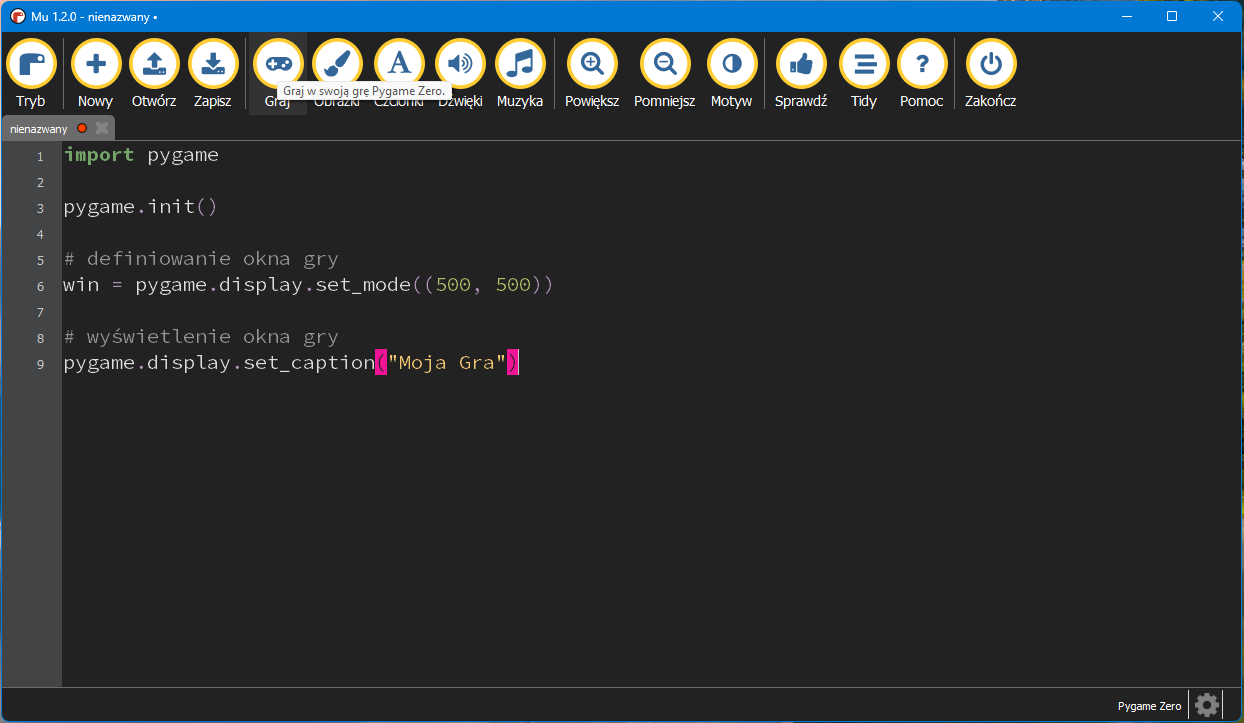 Mu 1.2.0 - nienazwany •
Tryb Nowy Otwórz Zapisz Graj Obrazki Czcionki Dźwięki Muzyka Powiększ Pomniejsz Motyw Sprawdź Tidy Pomoc Zakończ
Graj w swoją grę Pygame Zero.
nienazwany
1 import pygame
2
3 pygame.init()
4
5 # definiowanie okna gry
6 win = pygame.display.set_mode((500, 500))
7
8 # wyświetlenie okna gry
9 pygame.display.set_caption("Moja Gra")
Pygame Zero